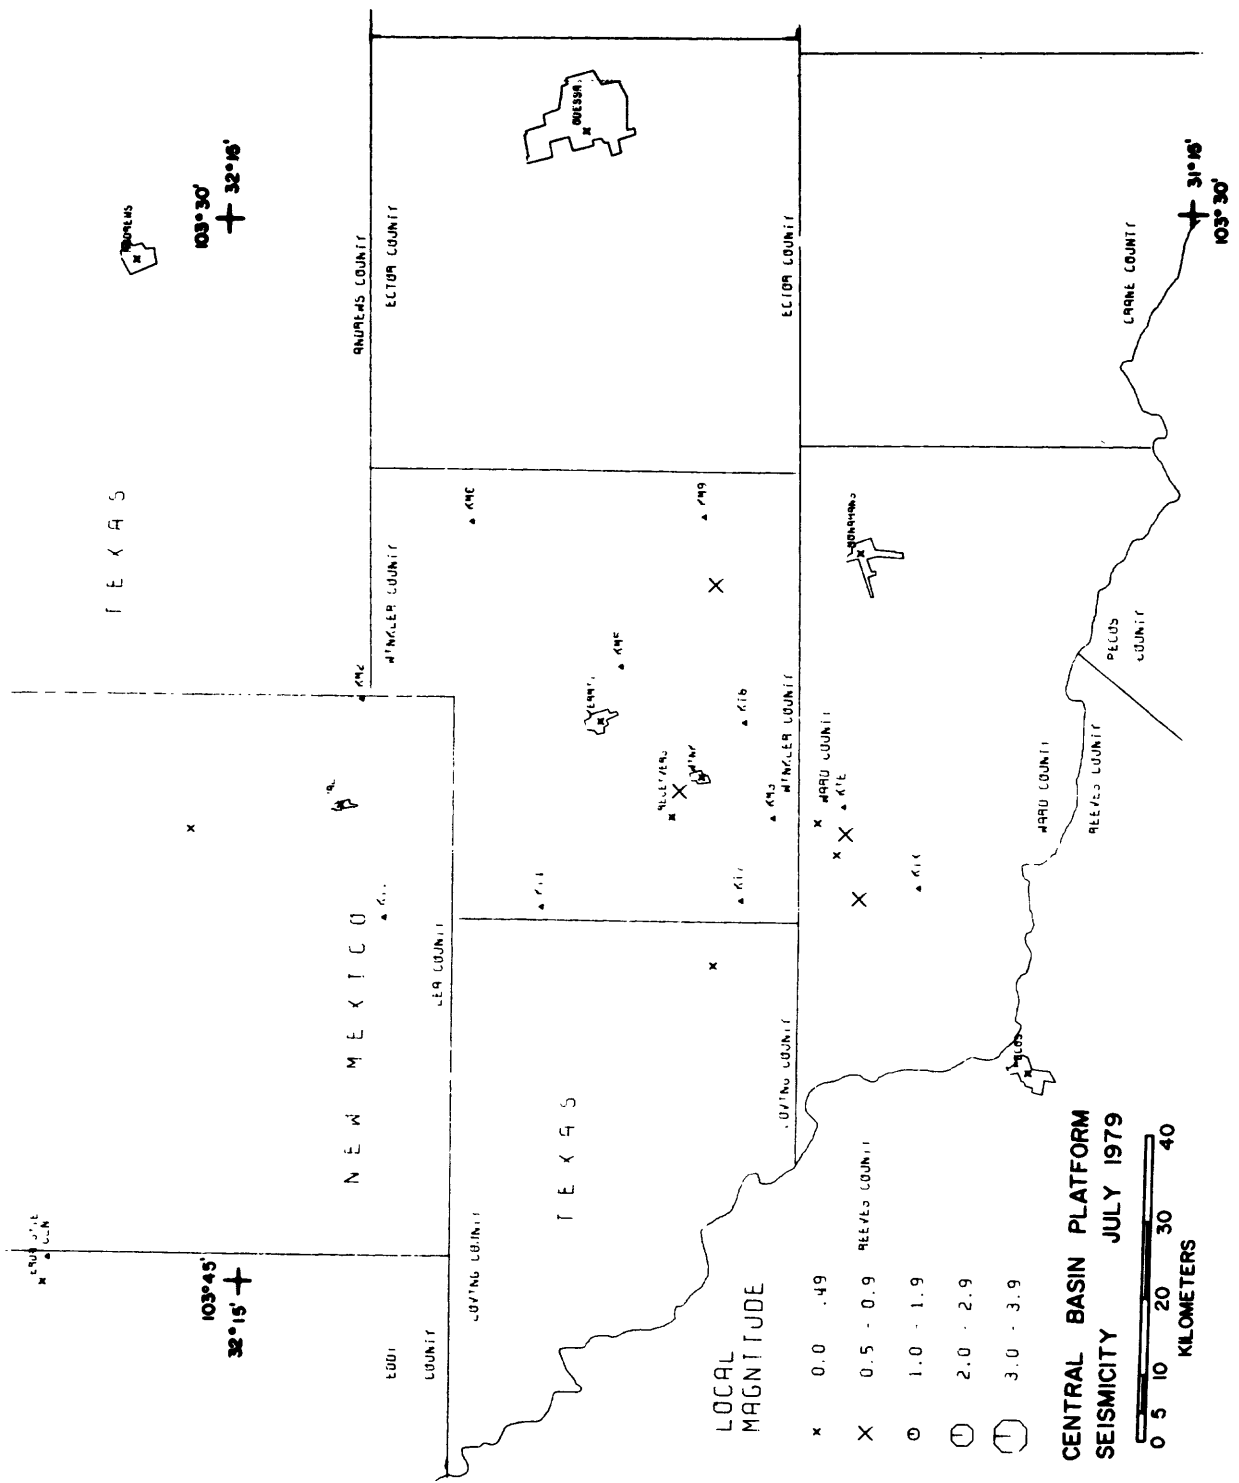 TEXAS
ANDREWS
103°30'
32°15'
ANDREWS COUNTY
ECTOR COUNTY
ODESSA
ECTOR COUNTY
CRANE COUNTY
31°15'
103°30'
KM2
WINKLER COUNTY
KM9
MONAHANS
WINKLER COUNTY
WARD COUNTY
PECOS
COUNTY
WARD COUNTY
REEVES COUNTY
NEW MEXICO
LEA COUNTY
TEXAS
LOVING COUNTY
LOVING COUNTY
PECOS
103°45'
32°15'
EDDY
COUNTY
REEVES COUNTY
LOCAL
MAGNITUDE
0.0 .49
0.5 - 0.9
1.0 - 1.9
2.0 - 2.9
3.0 - 3.9
CENTRAL BASIN PLATFORM
SEISMICITY JULY 1979
0 5 10 20 30 40
KILOMETERS